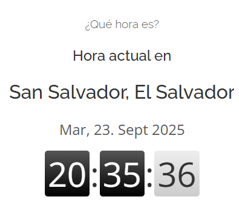 ¿Qué hora es?
Hora actual en
San Salvador, El Salvador
Mar, 23. Sept 2025
20:35:36